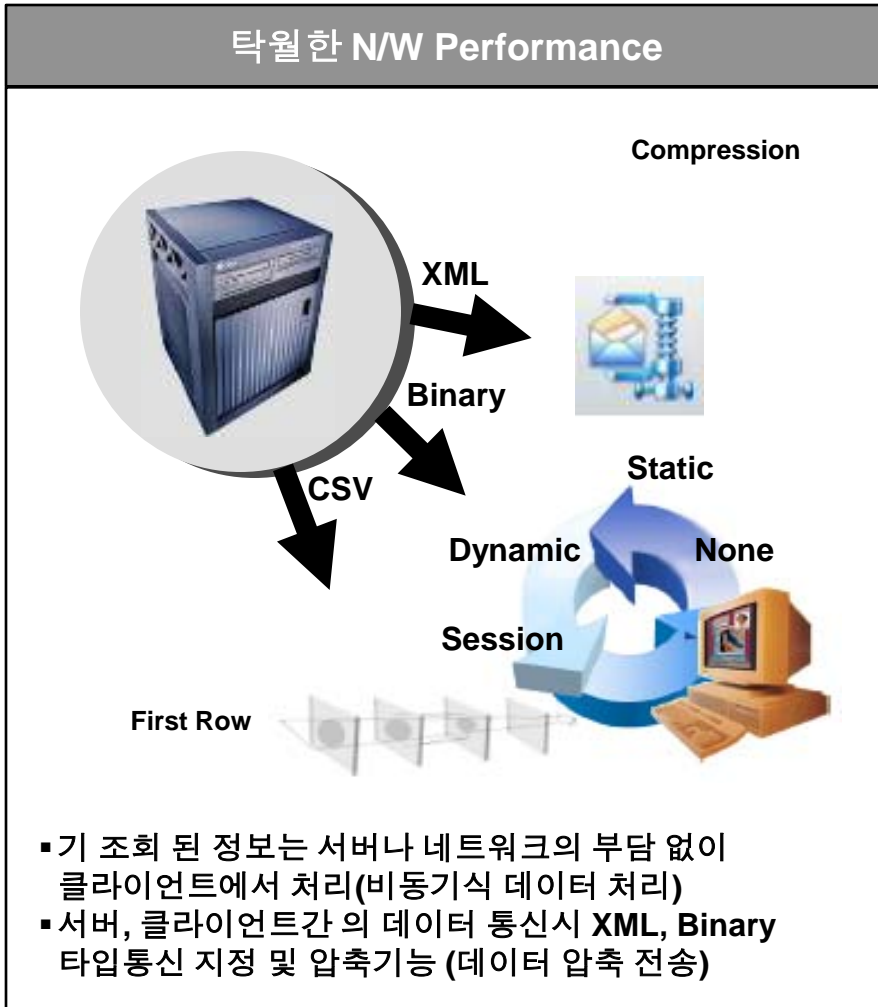 탁월한 N/W Performance
Compression
XML
Binary
CSV
Static
Dynamic
None
Session
First Row
▪기 조회 된 정보는 서버나 네트워크의 부담 없이
클라이언트에서 처리(비동기식 데이터 처리)
▪서버, 클라이언트간 의 데이터 통신시 XML, Binary
타입통신 지정 및 압축기능 (데이터 압축 전송)